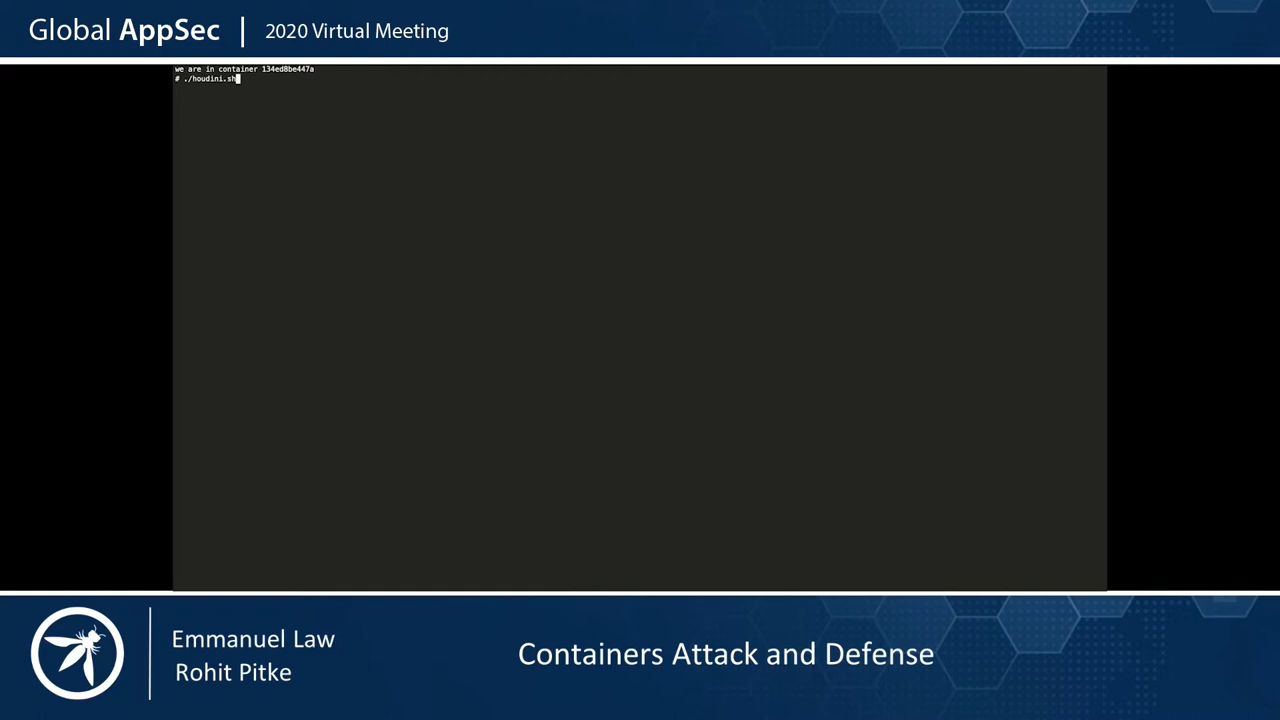 Global AppSec | 2020 Virtual Meeting
we are in container 134ed8be447a
# ./houdini.sh
Emmanuel Law
Rohit Pitke
Containers Attack and Defense